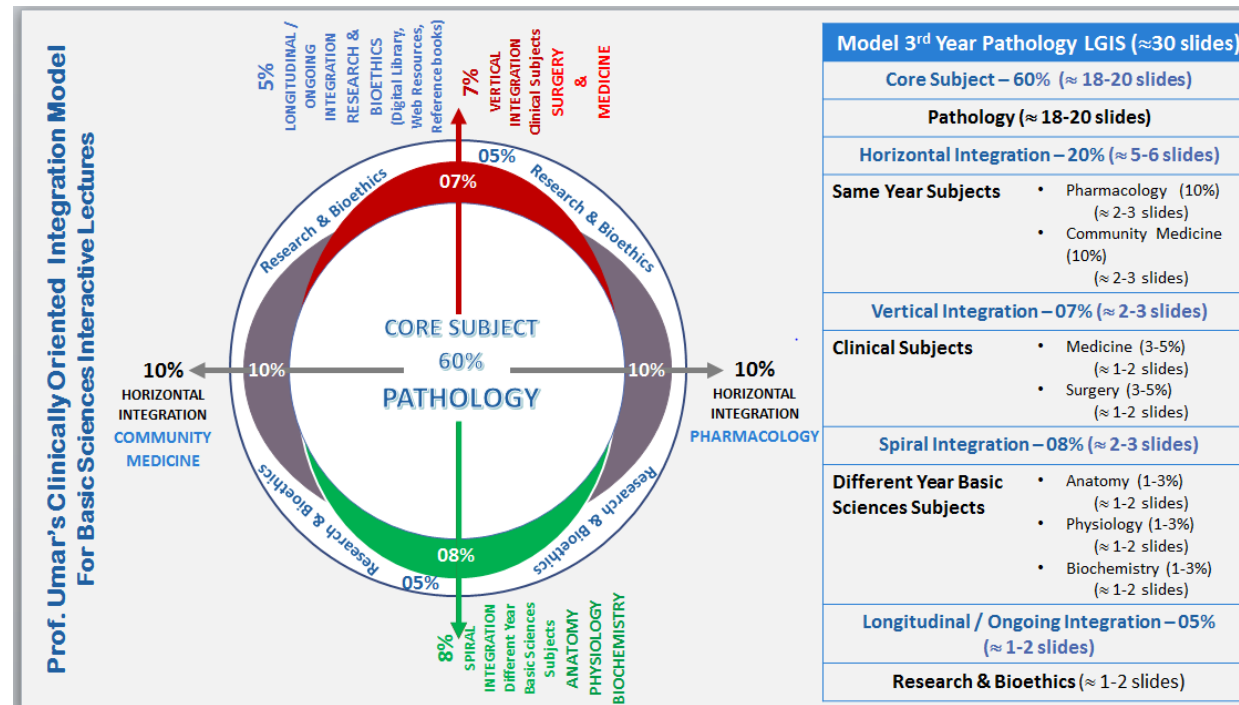 Prof. Umar's Clinically Oriented Integration Model
For Basic Sciences Interactive Lectures
5%
LONGITUDINAL /
ONGOING
INTEGRATION
RESEARCH &
BIOETHICS
(Digital Library,
Web Resources,
Reference books)
7%
VERTICAL
INTEGRATION
Clinical Subjects
SURGERY
&
MEDICINE
05%
07%
Research & Bioethics
Research & Bioethics
CORE SUBJECT
60%
PATHOLOGY
10%
10%
10%
HORIZONTAL
INTEGRATION
COMMUNITY
MEDICINE
10%
HORIZONTAL
INTEGRATION
PHARMACOLOGY
Research & Bioethics
Research & Bioethics
08%
05%
8%
SPIRAL
INTEGRATION
Different Year
Basic Sciences
Subjects
ANATOMY
PHYSIOLOGY
BIOCHEMISTRY
Model 3rd Year Pathology LGIS (≈30 slides)
Core Subject – 60% (≈ 18-20 slides)
Pathology (≈ 18-20 slides)
Horizontal Integration – 20% (≈ 5-6 slides)
Same Year Subjects
• Pharmacology (10%)
(≈ 2-3 slides)
• Community Medicine
(10%)
(≈ 2-3 slides)
Vertical Integration – 07% (≈ 2-3 slides)
Clinical Subjects
• Medicine (3-5%)
(≈ 1-2 slides)
• Surgery (3-5%)
(≈ 1-2 slides)
Spiral Integration – 08% (≈ 2-3 slides)
Different Year Basic
Sciences Subjects
• Anatomy (1-3%)
(≈ 1-2 slides)
• Physiology (1-3%)
(≈ 1-2 slides)
• Biochemistry (1-3%)
(≈ 1-2 slides)
Longitudinal / Ongoing Integration – 05%
(≈ 1-2 slides)
Research & Bioethics (≈ 1-2 slides)